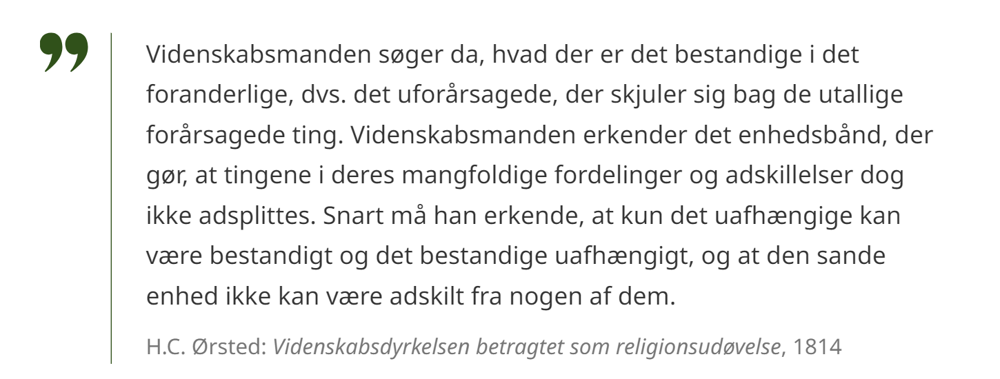 ”
Videnskabsmanden søger da, hvad der er det bestandige i det
foranderlige, dvs. det uforårsagede, der skjuler sig bag de utallige
forårsagede ting. Videnskabsmanden erkender det enhedsbånd, der
gør, at tingene i deres mangfoldige fordelinger og adskillelser dog
ikke adsplittes. Snart må han erkende, at kun det uafhængige kan
være bestandigt og det bestandige uafhængigt, og at den sande
enhed ikke kan være adskilt fra nogen af dem.
H.C. Ørsted: Videnskabsdyrkelsen betragtet som religionsudøvelse, 1814